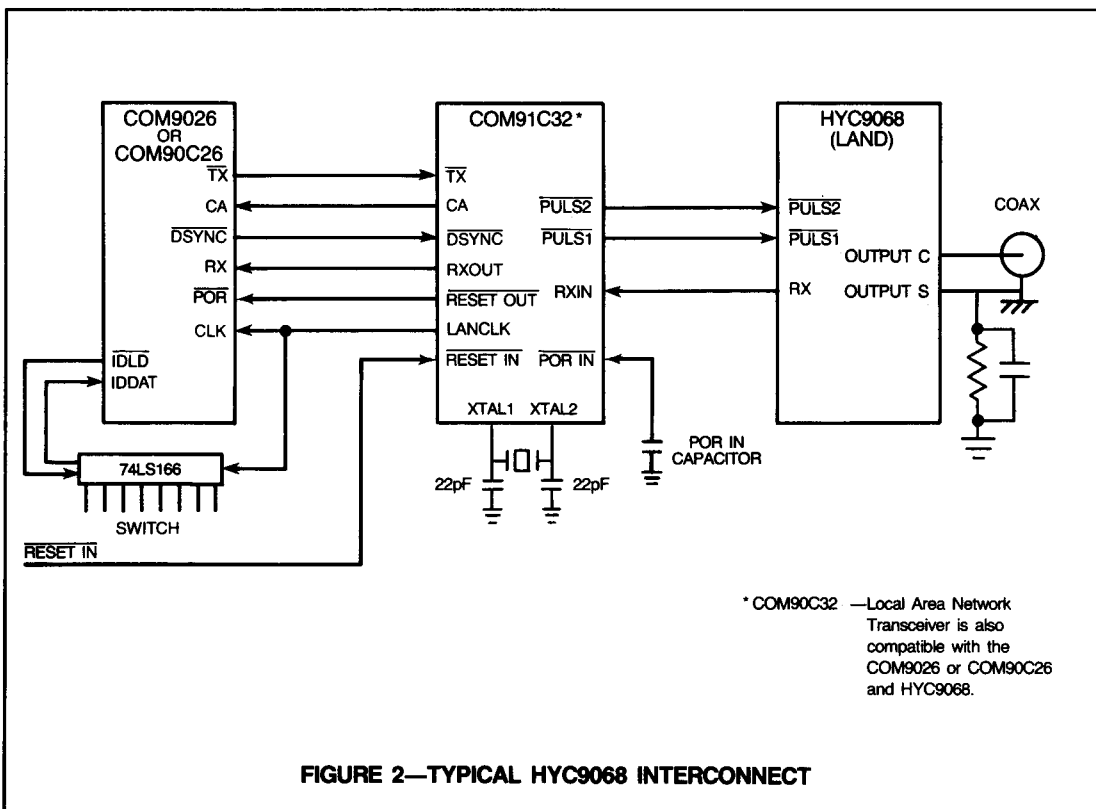 COM9026
OR
COM90C26
TX
CA
DSYNC
RX
POR
CLK
IDLD
IDDAT
74LS166
SWITCH
RESET IN
COM91C32*
TX
CA
DSYNC
RXOUT
RESET OUT
LANCLK
RESET IN
PULS2
PULS1
RXIN
POR IN
XTAL1 XTAL2
22pF 22pF
POR IN
CAPACITOR
HYC9068
(LAND)
PULS2
PULS1
RX
OUTPUT C
OUTPUT S
COAX
* COM90C32 —Local Area Network
Transceiver is also
compatible with the
COM9026 or COM90C26
and HYC9068.
FIGURE 2—TYPICAL HYC9068 INTERCONNECT